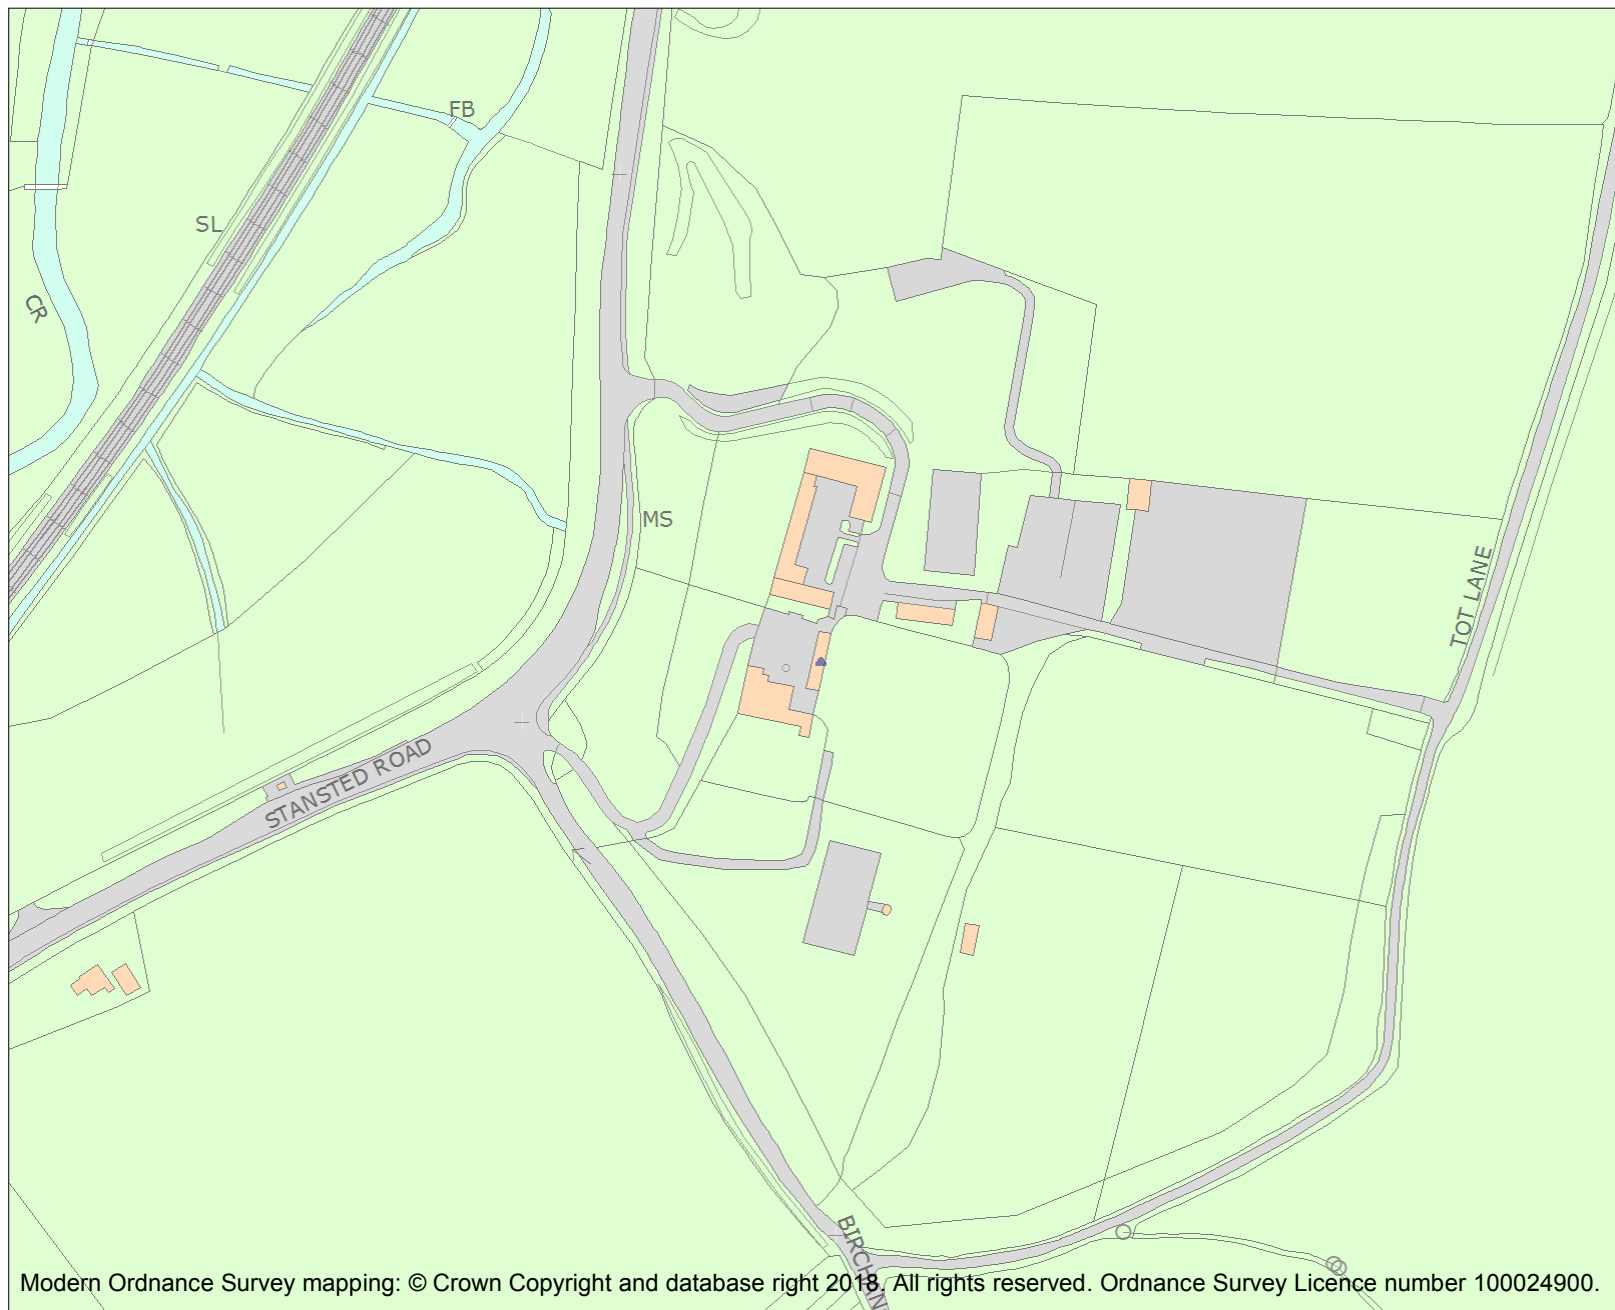 FB
SL
CR
MS
TOT LANE
STANSTED ROAD
Modern Ordnance Survey mapping: © Crown Copyright and database right 2018. All rights reserved. Ordnance Survey Licence number 100024900.